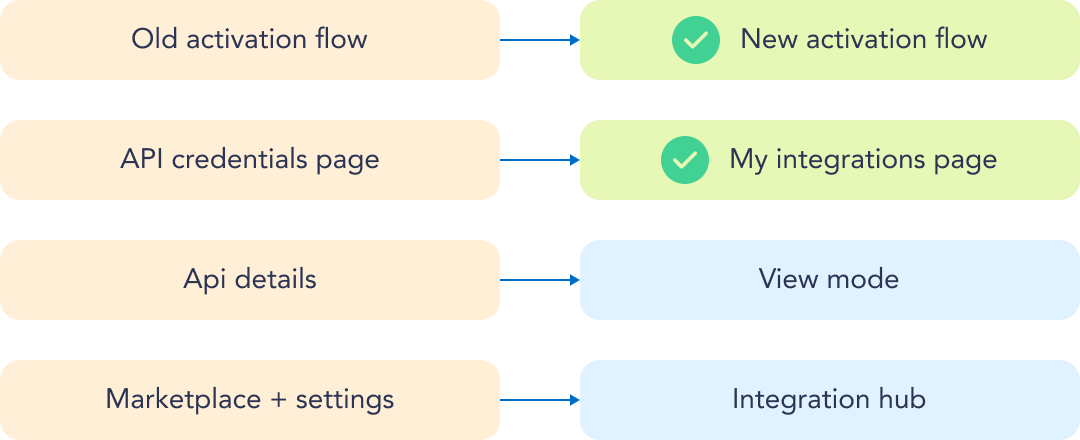 Old activation flow
New activation flow
API credentials page
My integrations page
Api details
View mode
Marketplace + settings
Integration hub